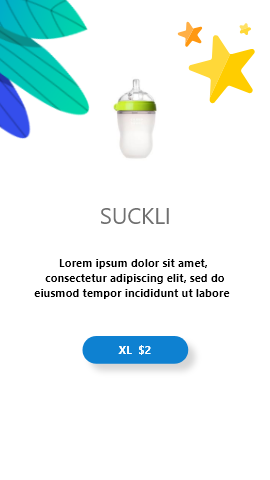 SUCKLI
Lorem ipsum dolor sit amet,
consectetur adipiscing elit, sed do
eiusmod tempor incididunt ut labore
XL $2